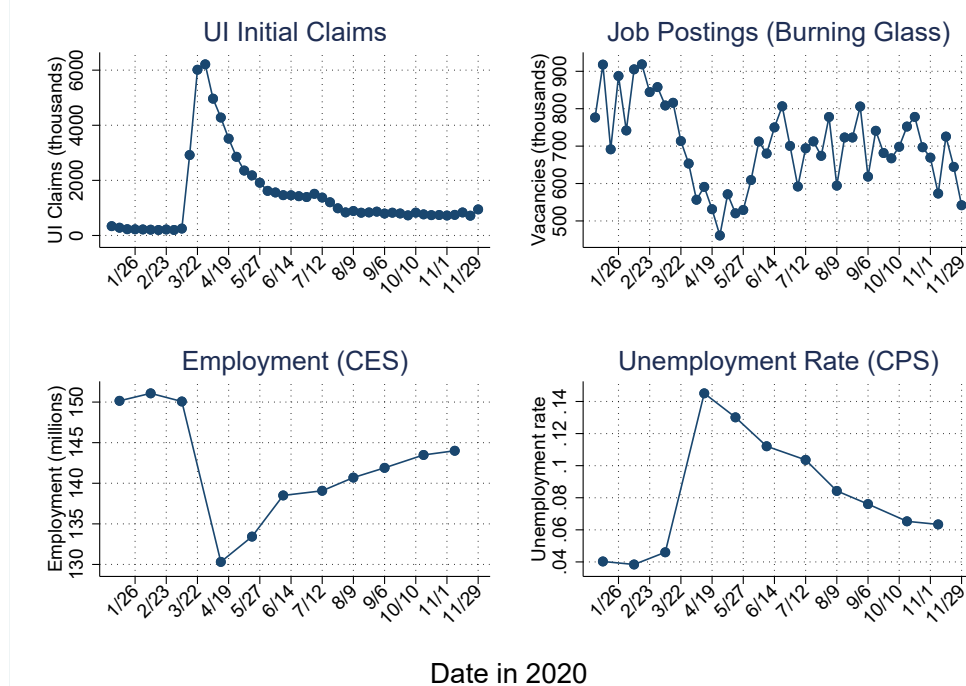 UI Initial Claims
UI Claims (thousands)
6000
4000
2000
0
1/26 2/23 3/22 4/19 5/27 6/14 7/12 8/9 9/6 10/10 11/1 11/29
Job Postings (Burning Glass)
Vacancies (thousands)
900
800
700
600
500
1/26 2/23 3/22 4/19 5/27 6/14 7/12 8/9 9/6 10/10 11/1 11/29
Employment (CES)
Employment (millions)
150
145
140
135
130
1/26 2/23 3/22 4/19 5/27 6/14 7/12 8/9 9/6 10/10 11/1 11/29
Unemployment Rate (CPS)
Unemployment rate
.14
.12
.1
.08
.06
.04
1/26 2/23 3/22 4/19 5/27 6/14 7/12 8/9 9/6 10/10 11/1 11/29
Date in 2020